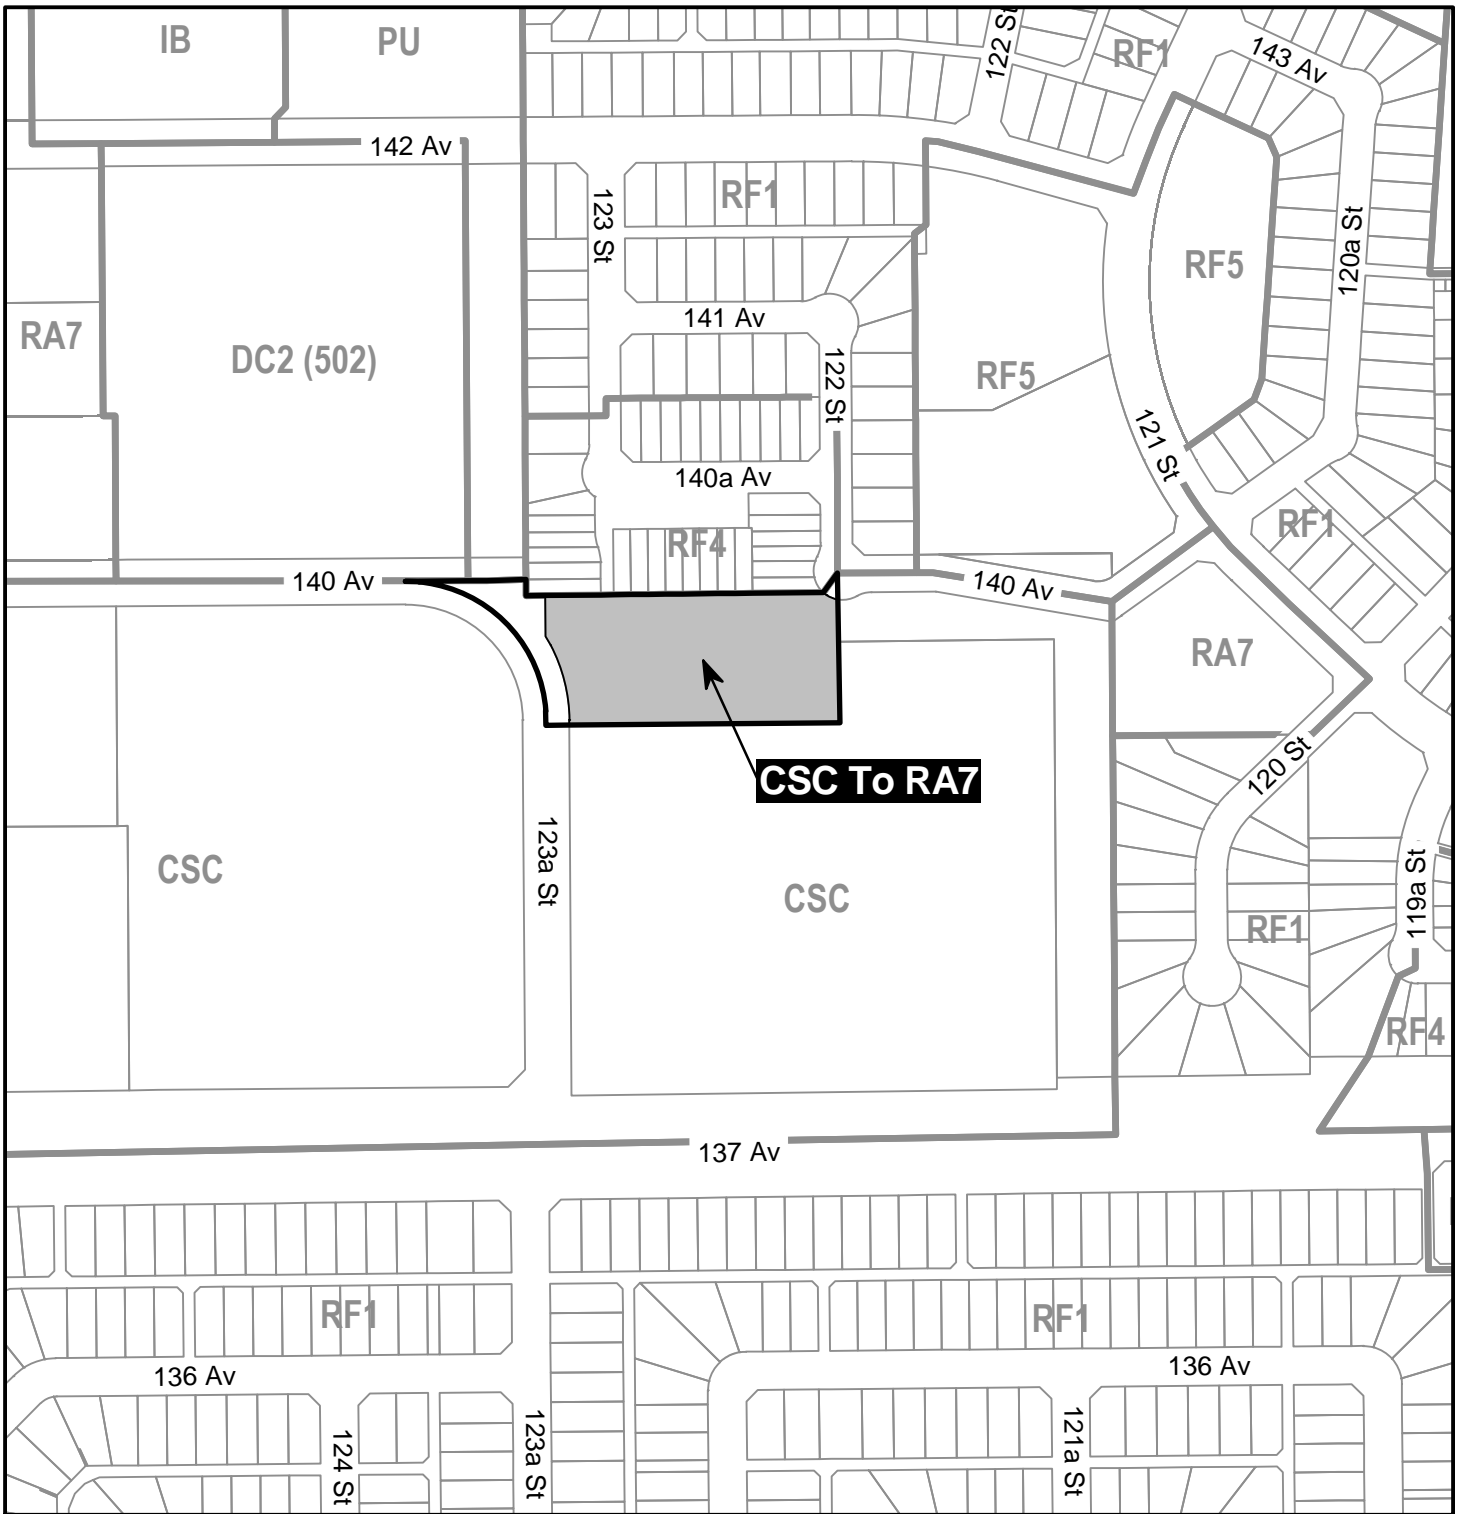 IB
PU
122 St
RF1
143 Av
142 Av
123 St
RF1
RF5
120a St
RA7
DC2 (502)
141 Av
122 St
RF5
121 St
140a Av
RF4
RF1
140 Av
140 Av
RA7
CSC To RA7
120 St
123a St
CSC
CSC
119a St
RF1
RF4
137 Av
RF1
RF1
136 Av
136 Av
124 St
123a St
121a St